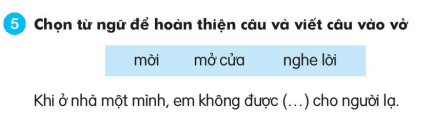 5 Chọn từ ngữ để hoàn thiện câu và viết câu vào vở
mời mở cửa nghe lời
Khi ở nhà một mình, em không được (...) cho người lạ.